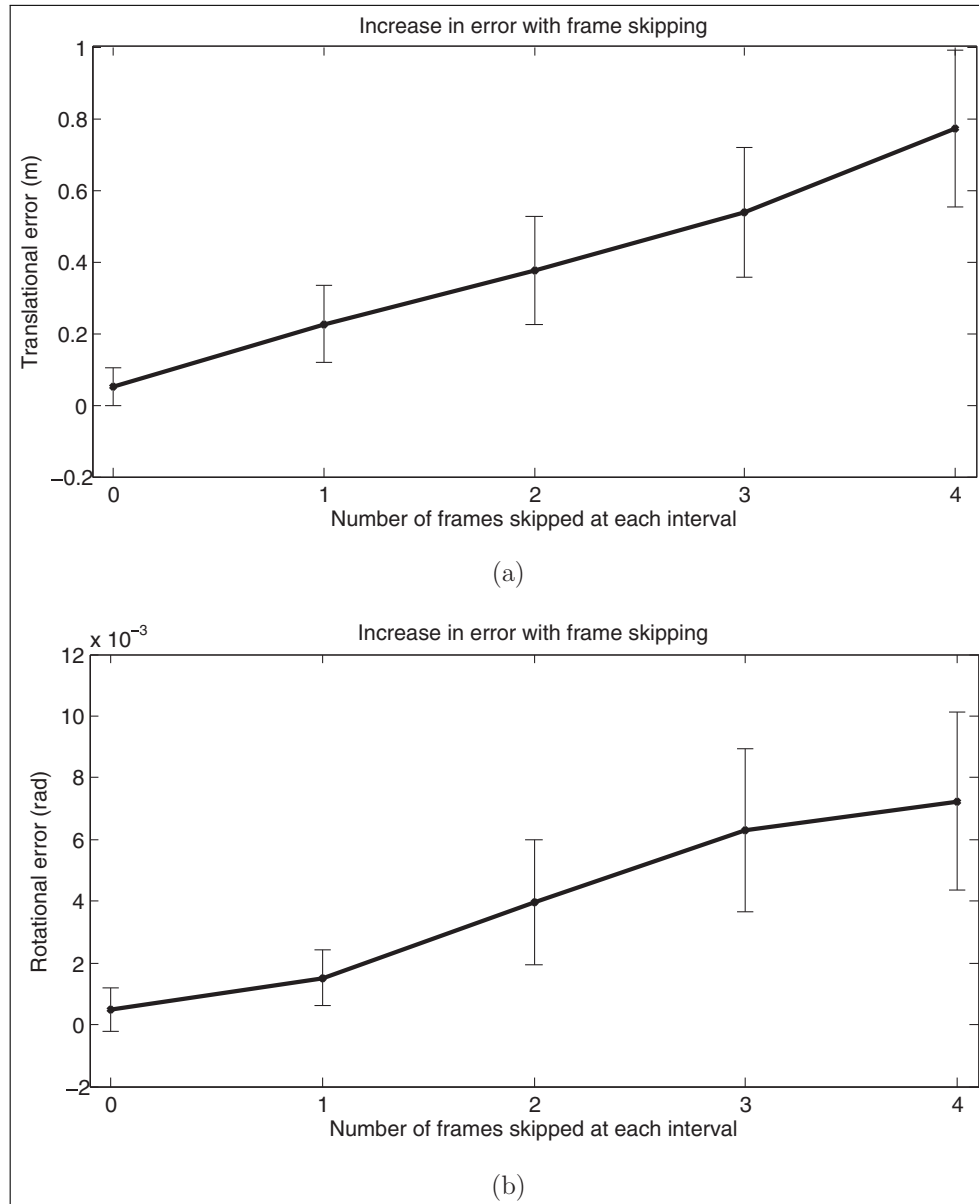 Increase in error with frame skipping
1
0.8
0.6
0.4
0.2
0
−0.2
Translational error (m)
0 1 2 3 4
Number of frames skipped at each interval
(a)
Increase in error with frame skipping
x 10−3
12
10
8
6
4
2
0
−2
Rotational error (rad)
0 1 2 3 4
Number of frames skipped at each interval
(b)